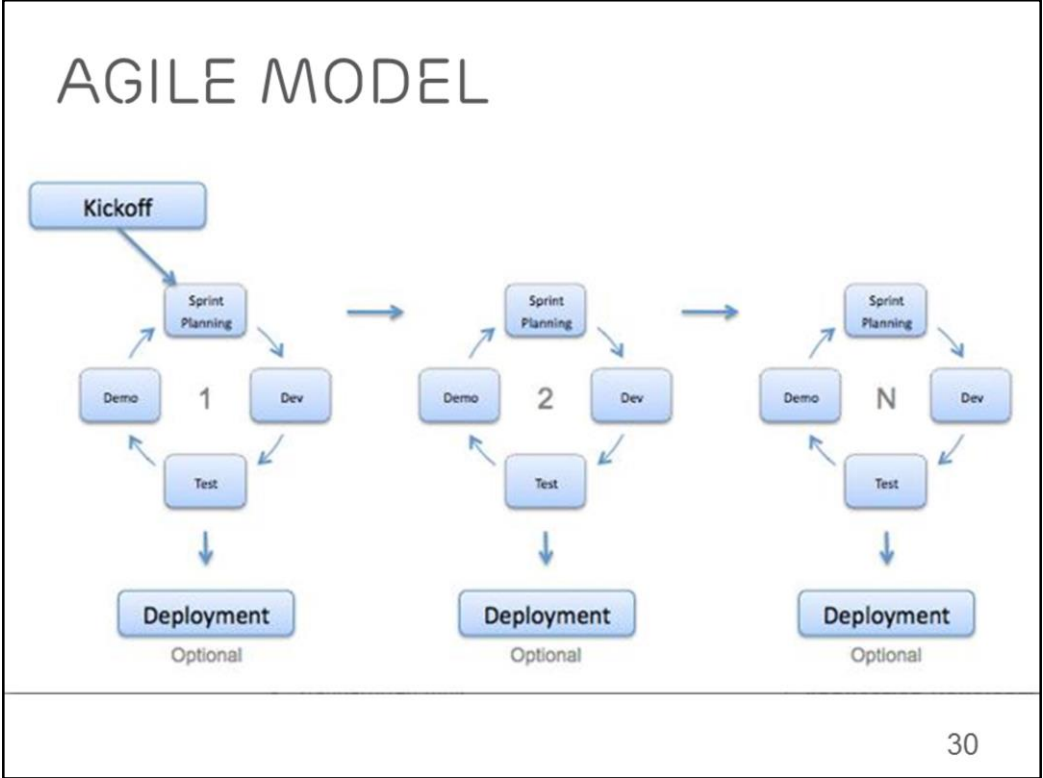 AGILE MODEL
Kickoff
Sprint
Planning
Demo
1
Dev
Test
Deployment
Optional
Sprint
Planning
Demo
2
Dev
Test
Deployment
Optional
Sprint
Planning
Demo
N
Dev
Test
Deployment
Optional
30